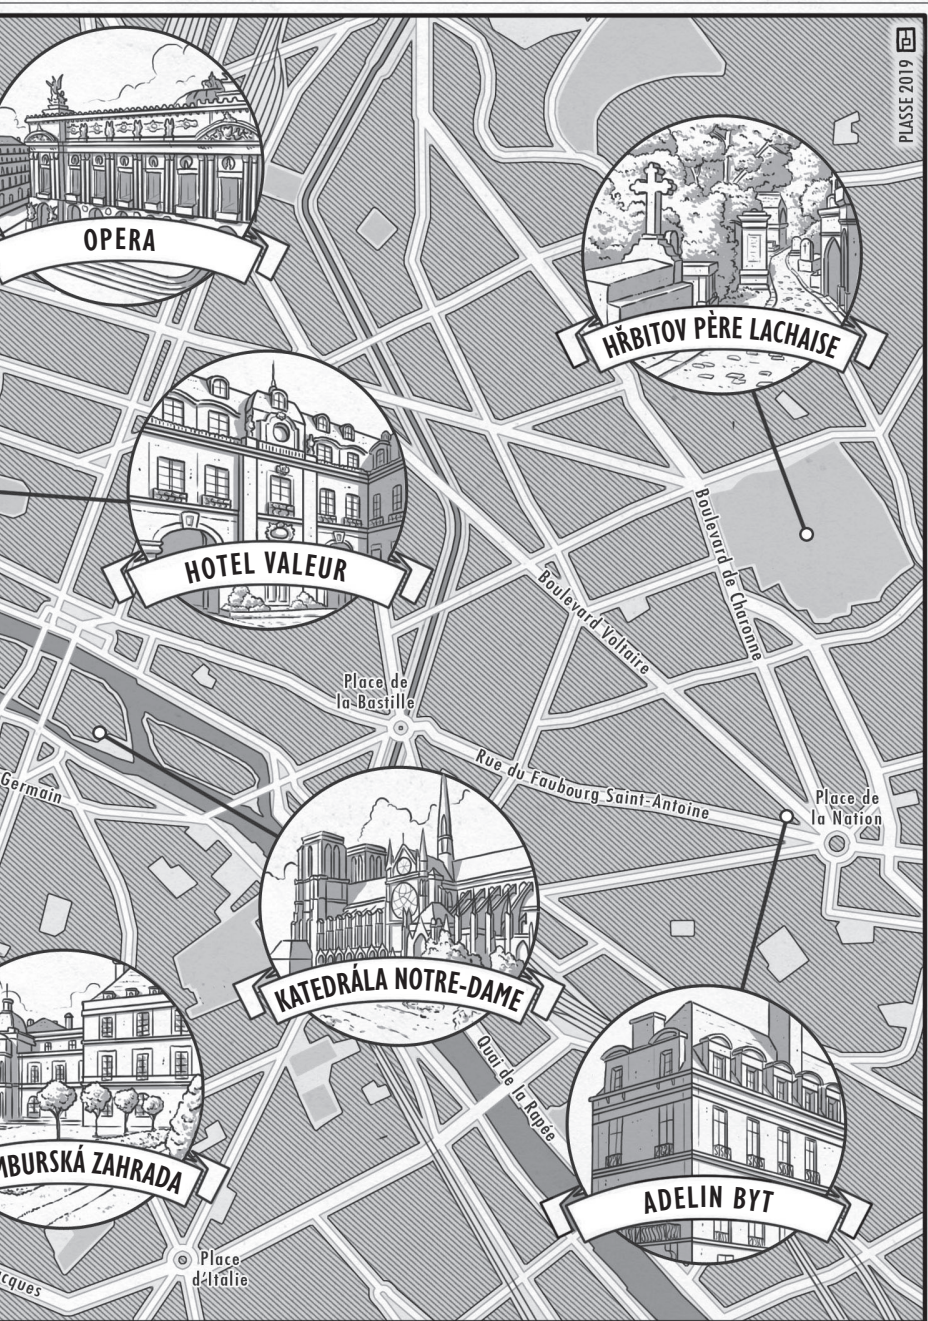 PLASSE 2019
OPERA
HŘBITOV PÈRE LACHAISE
HOTEL VALEUR
Boulevard de Charonne
Boulevard Voltaire
Place de
la Bastille
Rue du Faubourg Saint-Antoine
Germain
Place de
la Nation
KATEDRÁLA NOTRE-DAME
Quai de la Rapée
MBURSKÁ ZAHRADA
ADELIN BYT
Place
d'Italie
cques